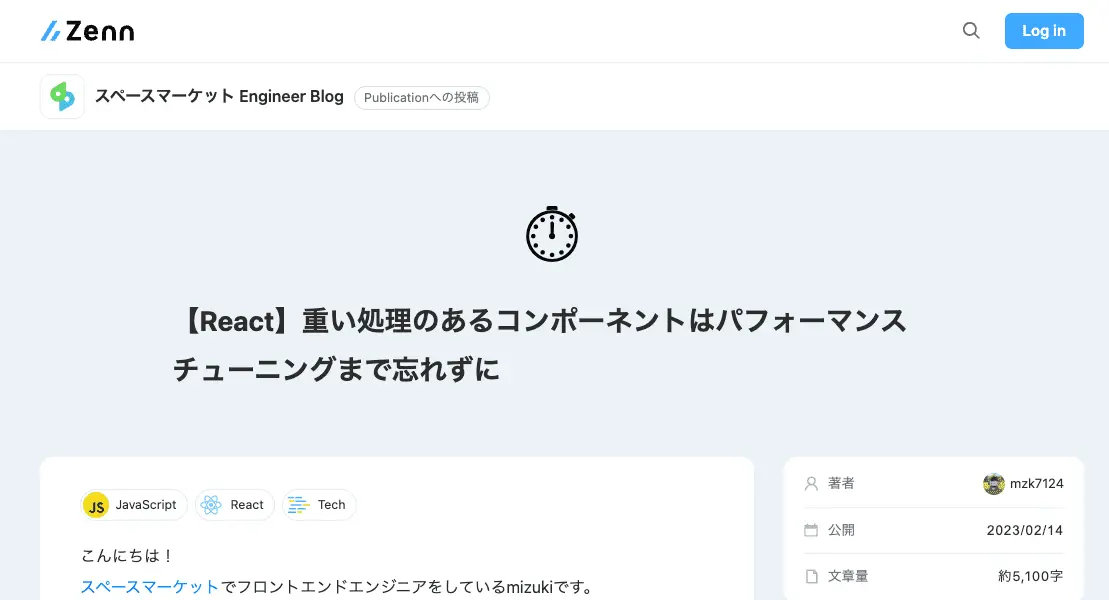 Zenn
Log in
スペースマーケット Engineer Blog
Publicationへの投稿
【React】重い処理のあるコンポーネントはパフォーマンス
チューニングまで忘れずに
JS JavaScript
React
Tech
こんにちは！
スペースマーケットでフロントエンドエンジニアをしているmizukiです。
著者 mzk7124
公開 2023/02/14
文章量 約5,100字